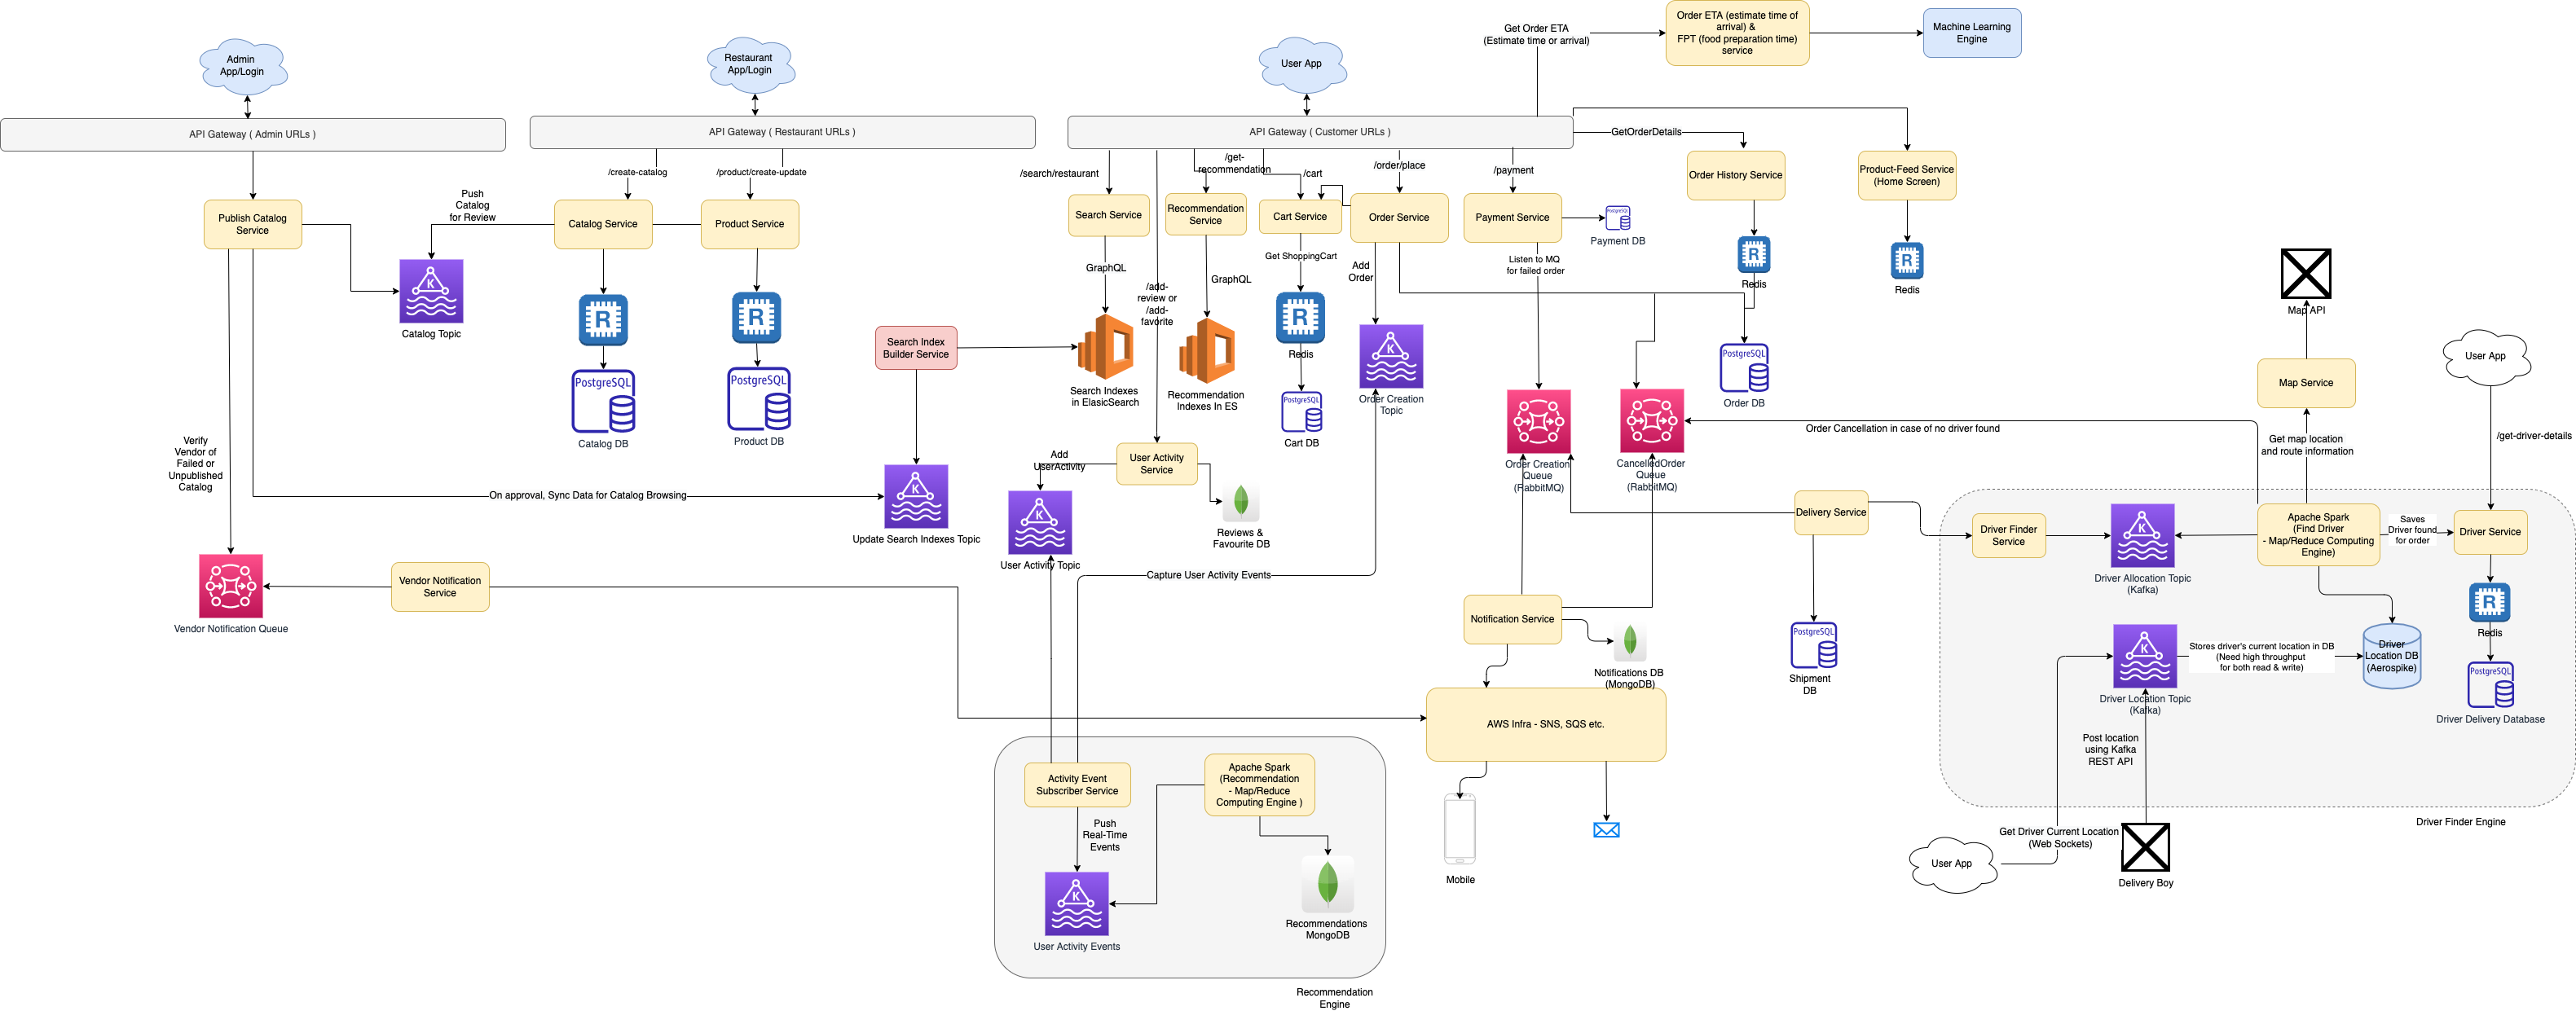 Get Order ETA
(Estimate time or arrival)
Order ETA (estimate time of
arrival) &
FPT (food preparation time)
service
Machine Learning
Engine
Admin
App/Login
Restaurant
App/Login
User App
API Gateway ( Admin URLs )
API Gateway ( Restaurant URLs )
API Gateway ( Customer URLs )
GetOrderDetails
/create-catalog
/product/create-update
/search/restaurant
/get-
recommendation
/cart
/order/place
/payment
Order History Service
Product-Feed Service
(Home Screen)
Push
Catalog
for Review
Publish Catalog
Service
Catalog Service
Product Service
Search Service
Recommendation
Service
Cart Service
Order Service
Payment Service
PostgreSQL
Payment DB
R
Redis
R
Redis
GraphQL
GraphQL
Get ShoppingCart
Add
Order
Listen to MQ
for failed order
/add-
review or
/add-
favorite
K
Catalog Topic
R
R
PostgreSQL
Catalog DB
PostgreSQL
Product DB
Search Index
Builder Service
Search Indexes
in ElasicSearch
Recommendation
Indexes In ES
R
Redis
PostgreSQL
Cart DB
K
Order Creation
Topic
PostgreSQL
Order DB
Map API
Map Service
User App
/get-driver-details
Get map location
and route information
Order Cancellation in case of no driver found
Order Creation
Queue
(RabbitMQ)
CancelledOrder
Queue
(RabbitMQ)
Verify
Vendor of
Failed or
Unpublished
Catalog
On approval, Sync Data for Catalog Browsing
K
Update Search Indexes Topic
Add
UserActivity
User Activity
Service
K
User Activity Topic
Reviews &
Favourite DB
Capture User Activity Events
Delivery Service
Driver Finder
Service
K
Driver Allocation Topic
(Kafka)
Apache Spark
(Find Driver
- Map/Reduce Computing
Engine)
Saves
Driver found
for order
Driver Service
R
Redis
PostgreSQL
Driver Delivery Database
Vendor Notification Queue
Vendor Notification
Service
Notification Service
Notifications DB
(MongoDB)
PostgreSQL
Shipment
DB
K
Driver Location Topic
(Kafka)
Stores driver's current location in DB
(Need high throughput
for both read & write)
Driver
Location DB
(Aerospike)
Post location
using Kafka
REST API
AWS Infra - SNS, SQS etc.
Activity Event
Subscriber Service
Apache Spark
(Recommendation
- Map/Reduce
Computing Engine )
Push
Real-Time
Events
K
User Activity Events
Recommendations
MongoDB
Recommendation
Engine
Mobile
Driver Finder Engine
Get Driver Current Location
(Web Sockets)
User App
Delivery Boy